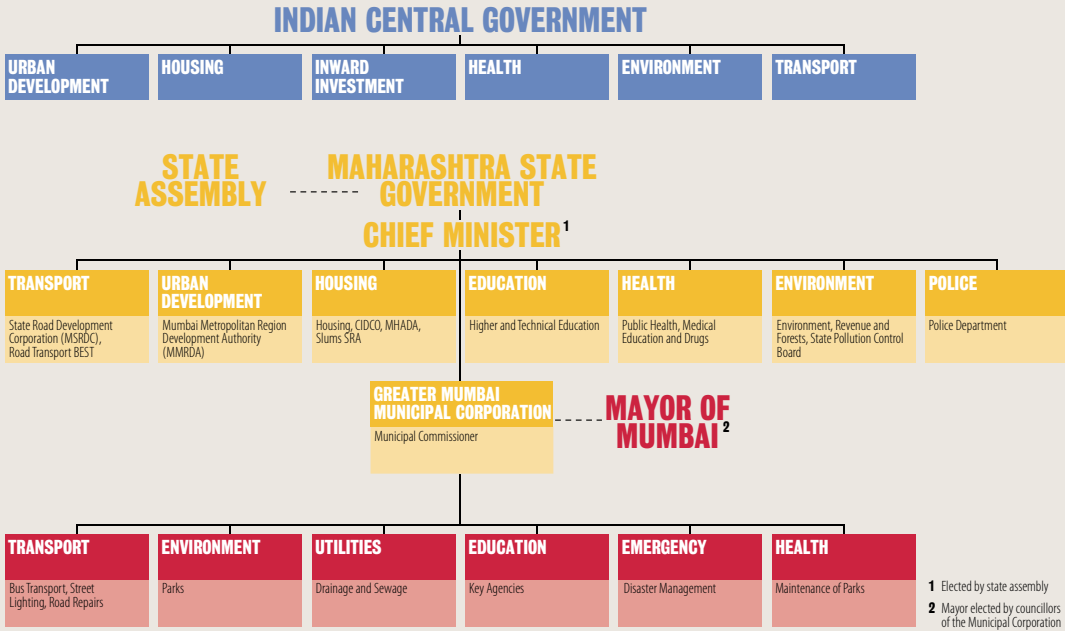 INDIAN CENTRAL GOVERNMENT
URBAN
DEVELOPMENT
HOUSING
INWARD
INVESTMENT
HEALTH
ENVIRONMENT
TRANSPORT
STATE
ASSEMBLY
MAHARASHTRA STATE
GOVERNMENT
CHIEF MINISTER 1
TRANSPORT
State Road Development
Corporation (MSRDC),
Road Transport BEST
URBAN
DEVELOPMENT
Mumbai Metropolitan Region
Development Authority
(MMRDA)
HOUSING
Housing, CIDCO, MHADA,
Slums SRA
EDUCATION
Higher and Technical Education
HEALTH
Public Health, Medical
Education and Drugs
ENVIRONMENT
Environment, Revenue and
Forests, State Pollution Control
Board
POLICE
Police Department
GREATER MUMBAI
MUNICIPAL CORPORATION
Municipal Commissioner
MAYOR OF
MUMBAI 2
TRANSPORT
Bus Transport, Street
Lighting, Road Repairs
ENVIRONMENT
Parks
UTILITIES
Drainage and Sewage
EDUCATION
Key Agencies
EMERGENCY
Disaster Management
HEALTH
Maintenance of Parks
1 Elected by state assembly
2 Mayor elected by councillors
of the Municipal Corporation